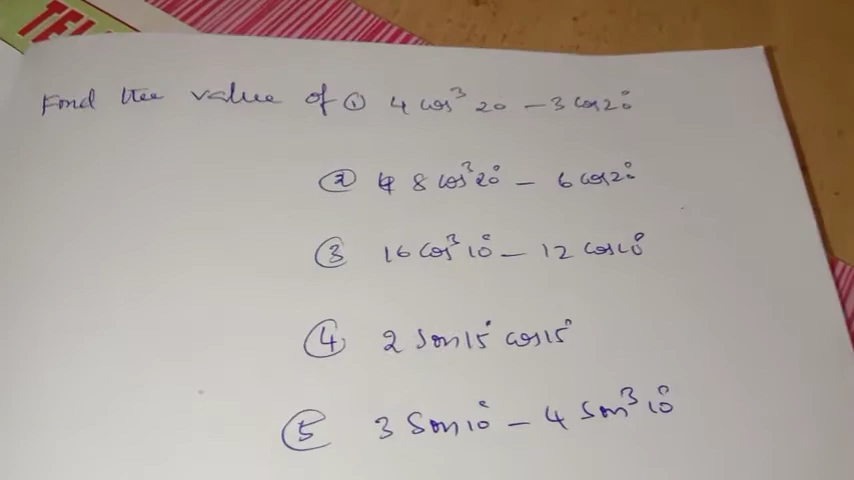 TEL
Find the value of ① 4 cos³ 20 - 3 cos 20°
② 8 cos³ 20° - 6 cos 20°
③ 16 cos³ 10° - 12 cos 10°
④ 2 Sin 15° cos 15°
⑤ 3 Sin 10° - 4 Sin³ 10°